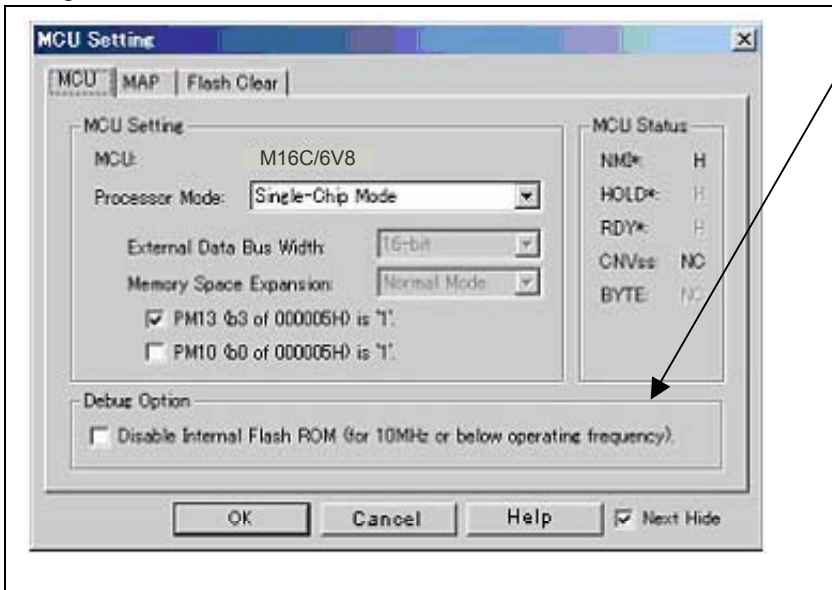 MCU Setting
MCU
MAP
Flash Clear
MCU Setting
MCU:
M16C/6V8
Processor Mode:
Single-Chip Mode
External Data Bus Width:
16-bit
Memory Space Expansion:
Normal Mode
PM13 (b3 of 000005H) is '1'.
PM10 (b0 of 000005H) is '1'.
MCU Status
NMI*: H
HOLD*: H
RDY*: H
CNVss: NC
BYTE: NC
Debug Option
Disable Internal Flash ROM (for 10MHz or below operating frequency).
OK
Cancel
Help
Next Hide